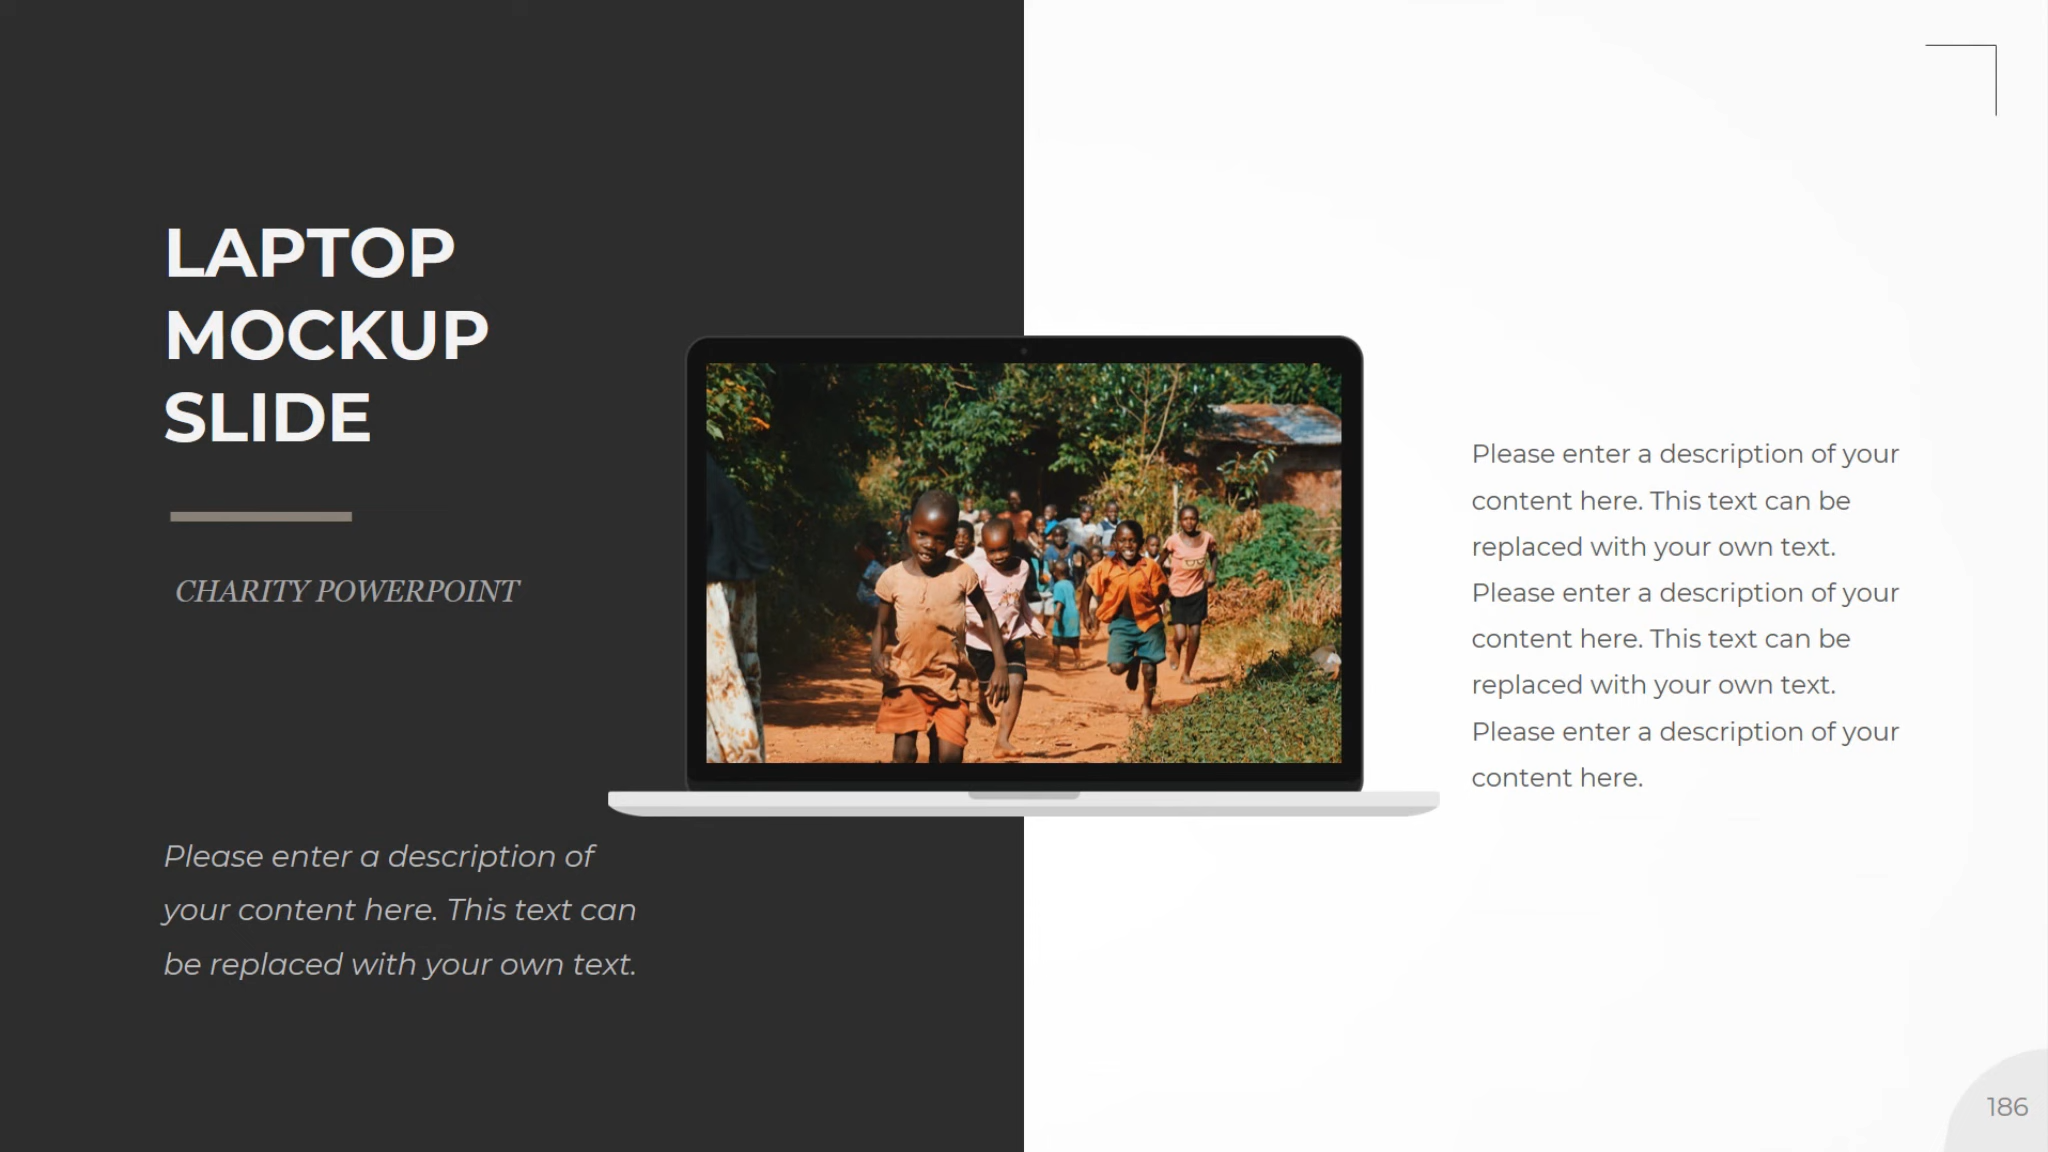 LAPTOP
MOCKUP
SLIDE
CHARITY POWERPOINT
Please enter a description of
your content here. This text can
be replaced with your own text.
Please enter a description of your
content here. This text can be
replaced with your own text.
Please enter a description of your
content here. This text can be
replaced with your own text.
Please enter a description of your
content here.
186